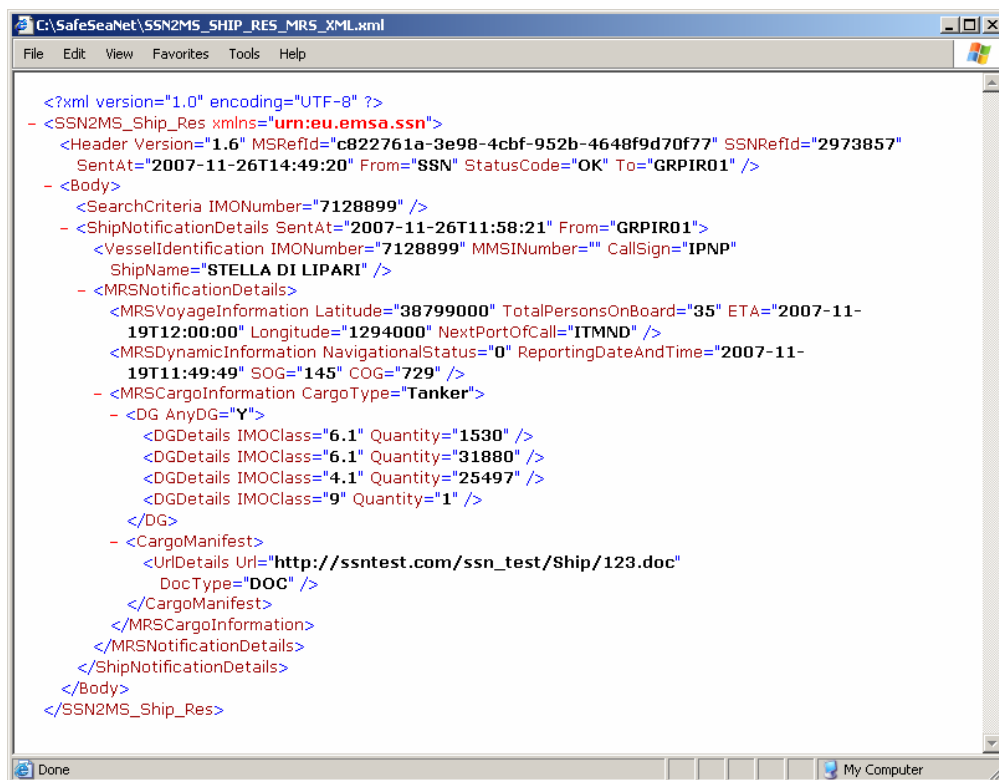 C:\SafeSeaNet\SSN2MS_SHIP_RES_MRS_XML.xml
File Edit View Favorites Tools Help
<?xml version="1.0" encoding="UTF-8" ?>
- <SSN2MS_Ship_Res xmlns="urn:eu.emsa.ssn">
<Header Version="1.6" MSRefId="c822761a-3e98-4cbf-952b-4648f9d70f77" SSNRefId="2973857"
SentAt="2007-11-26T14:49:20" From="SSN" StatusCode="OK" To="GRPIR01" />
- <Body>
<SearchCriteria IMONumber="7128899" />
- <ShipNotificationDetails SentAt="2007-11-26T11:58:21" From="GRPIR01">
<VesselIdentification IMONumber="7128899" MMSINumber="" CallSign="IPNP"
ShipName="STELLA DI LIPARI" />
- <MRSNotificationDetails>
<MRSVoyageInformation Latitude="38799000" TotalPersonsOnBoard="35" ETA="2007-11-
19T12:00:00" Longitude="1294000" NextPortOfCall="ITMND" />
<MRSDynamicInformation NavigationalStatus="0" ReportingDateAndTime="2007-11-
19T11:49:49" SOG="145" COG="729" />
- <MRSCargoInformation CargoType="Tanker">
- <DG AnyDG="Y">
<DGDetails IMOClass="6.1" Quantity="1530" />
<DGDetails IMOClass="6.1" Quantity="31880" />
<DGDetails IMOClass="4.1" Quantity="25497" />
<DGDetails IMOClass="9" Quantity="1" />
</DG>
- <CargoManifest>
<UrlDetails Url="http://ssntest.com/ssn_test/Ship/123.doc"
DocType="DOC" />
</CargoManifest>
</MRSCargoInformation>
</MRSNotificationDetails>
</ShipNotificationDetails>
</Body>
</SSN2MS_Ship_Res>
Done My Computer